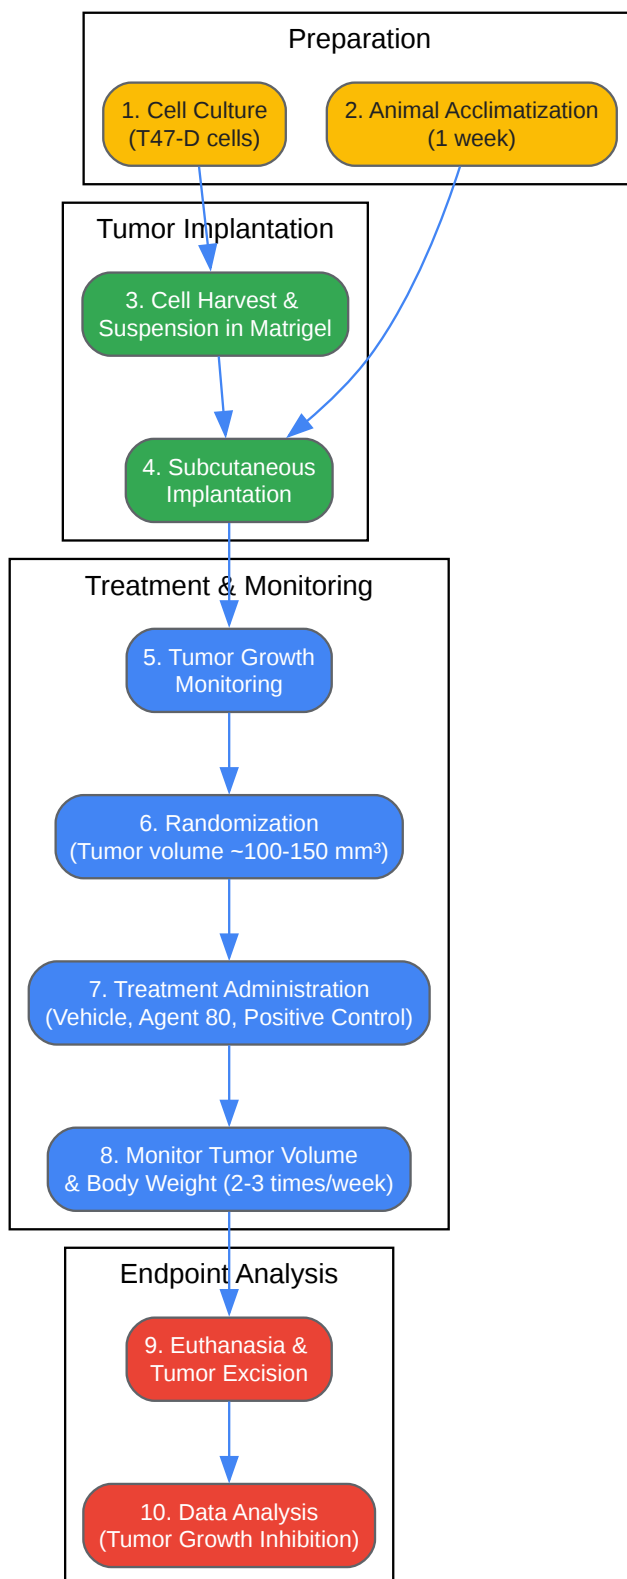 Preparation
1. Cell Culture
(T47-D cells)
2. Animal Acclimatization
(1 week)
Tumor Implantation
3. Cell Harvest &
Suspension in Matrigel
4. Subcutaneous
Implantation
Treatment & Monitoring
5. Tumor Growth
Monitoring
6. Randomization
(Tumor volume ~100-150 mm³)
7. Treatment Administration
(Vehicle, Agent 80, Positive Control)
8. Monitor Tumor Volume
& Body Weight (2-3 times/week)
Endpoint Analysis
9. Euthanasia &
Tumor Excision
10. Data Analysis
(Tumor Growth Inhibition)